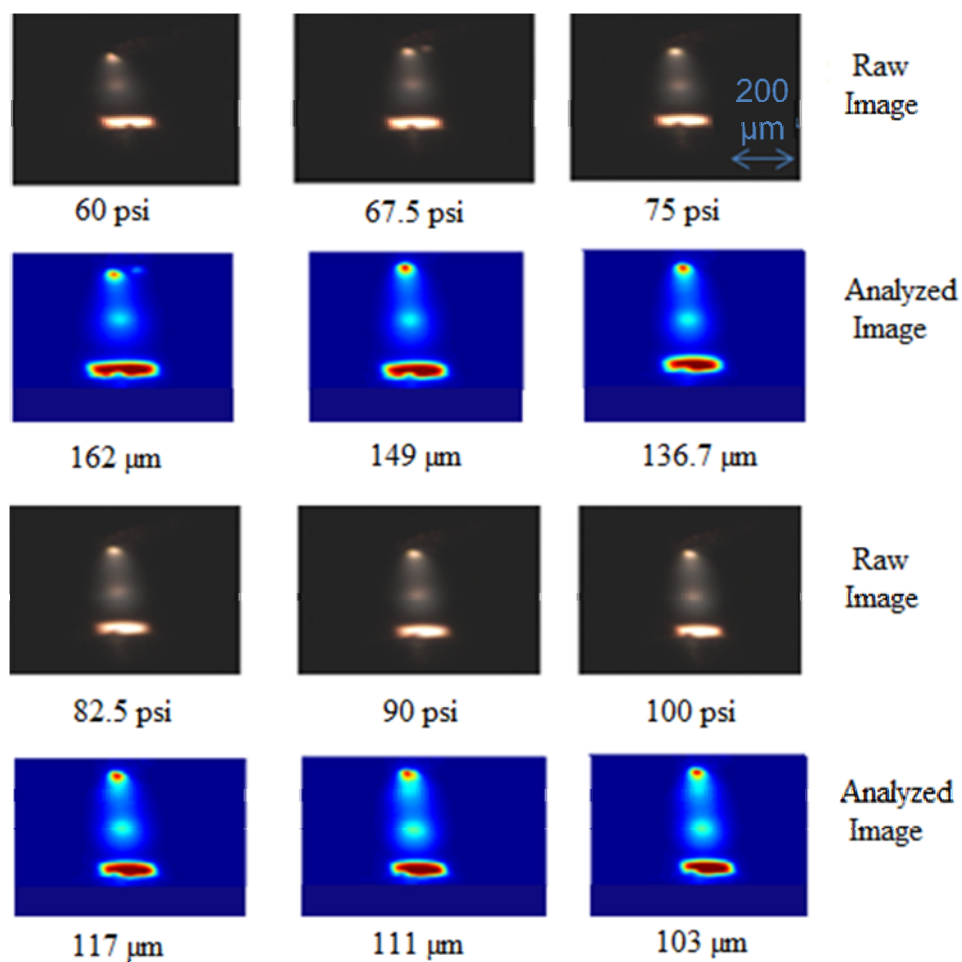 Raw
Image
200
μm
60 psi
67.5 psi
75 psi
Analyzed
Image
162 μm
149 μm
136.7 μm
Raw
Image
82.5 psi
90 psi
100 psi
Analyzed
Image
117 μm
111 μm
103 μm